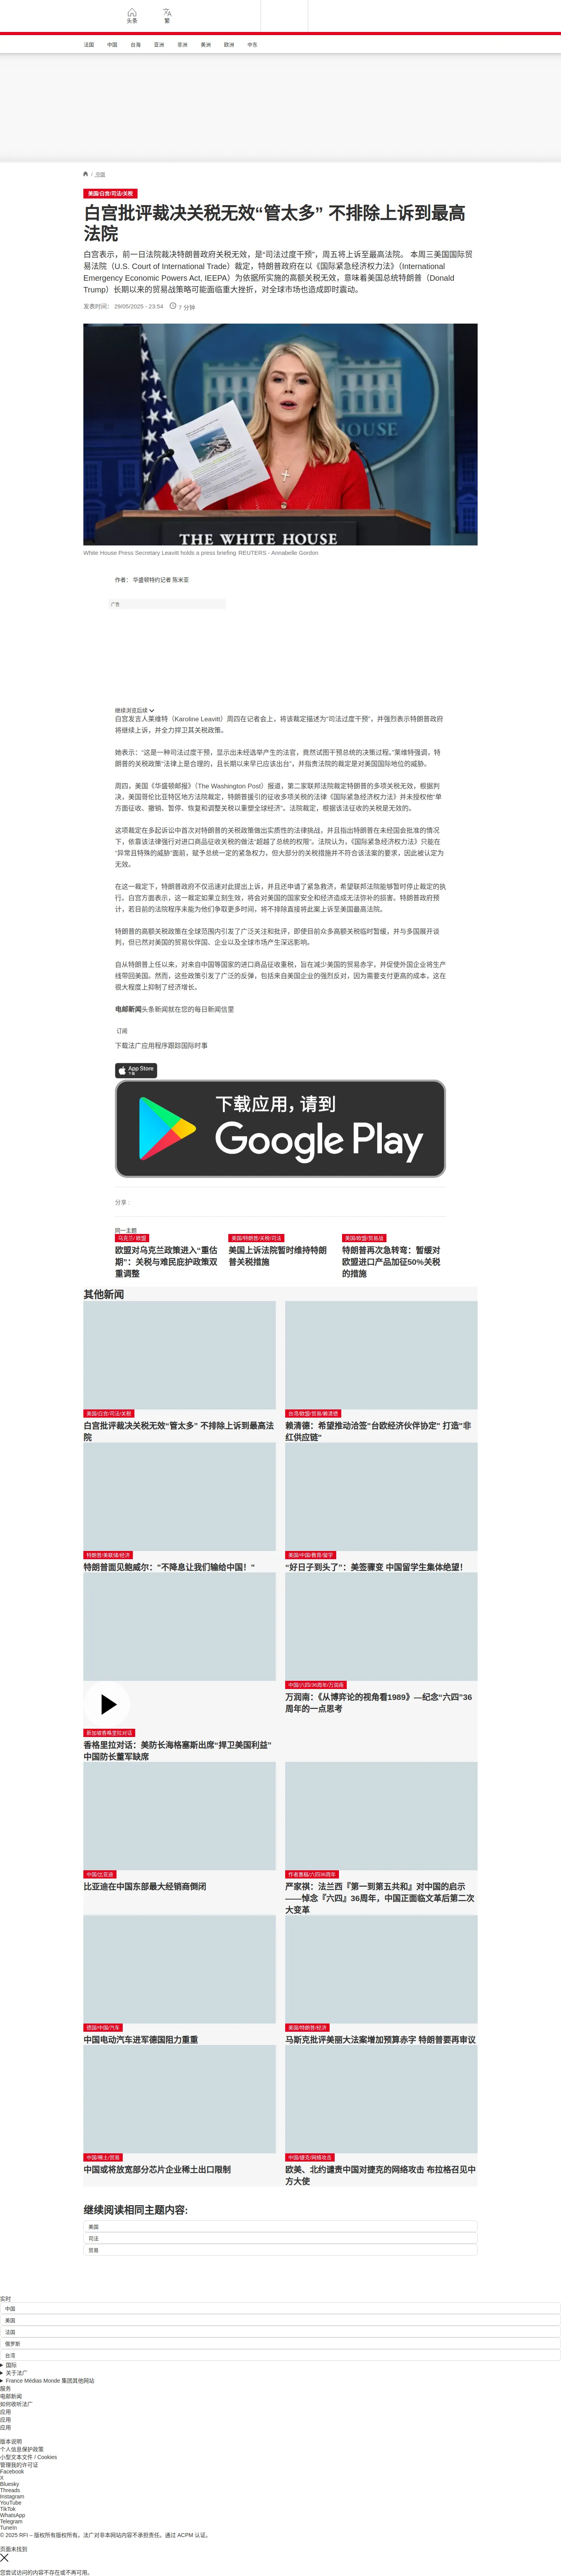 头条
繁
法国
中国
台海
亚洲
非洲
美洲
欧洲
中东
/ 中国
美国/白宫/司法/关税
白宫批评裁决关税无效“管太多” 不排除上诉到最高
法院
白宫表示，前一日法院裁决特朗普政府关税无效，是“司法过度干预”，周五将上诉至最高法院。 本周三美国国际贸
易法院（U.S. Court of International Trade）裁定，特朗普政府在以《国际紧急经济权力法》（International
Emergency Economic Powers Act, IEEPA）为依据所实施的高额关税无效，意味着美国总统特朗普（Donald
Trump）长期以来的贸易战策略可能面临重大挫折，对全球市场也造成即时震动。
发表时间： 29/05/2025 - 23:54 7 分钟
THE WHITE HOUSE
White House Press Secretary Leavitt holds a press briefing REUTERS - Annabelle Gordon
作者： 华盛顿特约记者 陈米亚
广告
继续浏览后续
白宫发言人莱维特（Karoline Leavitt）周四在记者会上，将该裁定描述为“司法过度干预”，并强烈表示特朗普政府
将继续上诉，并全力捍卫其关税政策。
她表示：“这是一种司法过度干预，显示出未经选举产生的法官，竟然试图干预总统的决策过程。”莱维特强调，特
朗普的关税政策“法律上是合理的，且长期以来早已应该出台”，并指责法院的裁定是对美国国际地位的威胁。
周四，美国《华盛顿邮报》（The Washington Post）报道，第二家联邦法院裁定特朗普的多项关税无效，根据判
决，美国哥伦比亚特区地方法院裁定，特朗普援引的征收多项关税的法律《国际紧急经济权力法》并未授权他“单
方面征收、撤销、暂停、恢复和调整关税以重塑全球经济”。法院裁定，根据该法征收的关税是无效的。
这项裁定在多起诉讼中首次对特朗普的关税政策做出实质性的法律挑战，并且指出特朗普在未经国会批准的情况
下，依靠该法律强行对进口商品征收关税的做法“超越了总统的权限”。法院认为，《国际紧急经济权力法》只能在
“异常且特殊的威胁”面前，赋予总统一定的紧急权力，但大部分的关税措施并不符合该法案的要求，因此被认定为
无效。
在这一裁定下，特朗普政府不仅迅速对此提出上诉，并且还申请了紧急救济，希望联邦法院能够暂时停止裁定的执
行。白宫方面表示，这一裁定如果立刻生效，将会对美国的国家安全和经济造成无法弥补的损害。特朗普政府预
计，若目前的法院程序未能为他们争取更多时间，将不排除直接将此案上诉至美国最高法院。
特朗普的高额关税政策在全球范围内引发了广泛关注和批评，即使目前众多高额关税临时暂缓，并与多国展开谈
判，但已然对美国的贸易伙伴国、企业以及全球市场产生深远影响。
自从特朗普上任以来，对来自中国等国家的进口商品征收重税，旨在减少美国的贸易赤字，并促使外国企业将生产
线带回美国。然而，这些政策引发了广泛的反弹，包括来自美国企业的强烈反对，因为需要支付更高的成本，这在
很大程度上抑制了经济增长。
电邮新闻头条新闻就在您的每日新闻信里
订阅
下载法广应用程序跟踪国际时事
App Store
下载
下载应用，请到
Google Play
分享 :
同一主题
乌克兰/ 欧盟
欧盟对乌克兰政策进入“重估
期”：关税与难民庇护政策双
重调整
美国/特朗普/关税/司法
美国上诉法院暂时维持特朗
普关税措施
美国/欧盟/贸易战
特朗普再次急转弯：暂缓对
欧盟进口产品加征50%关税
的措施
其他新闻
美国/白宫/司法/关税
白宫批评裁决关税无效"管太多" 不排除上诉到最高法
院
台湾/欧盟/贸易/赖清德
赖清德：希望推动洽签"台欧经济伙伴协定" 打造"非
红供应链"
特朗普/美联储/经济
特朗普面见鲍威尔："不降息让我们输给中国！"
美国/中国/教育/留学
“好日子到头了"：美签骤变 中国留学生集体绝望！
新加坡香格里拉对话
香格里拉对话：美防长海格塞斯出席“捍卫美国利益”
中国防长董军缺席
中国/六四/36周年/万润南
万润南：《从博弈论的视角看1989》—纪念“六四”36
周年的一点思考
中国/比亚迪
比亚迪在中国东部最大经销商倒闭
作者惠稿/六四36周年
严家祺：法兰西『第一到第五共和』对中国的启示
——悼念『六四』36周年，中国正面临文革后第二次
大变革
德国/中国/汽车
中国电动汽车进军德国阻力重重
美国/特朗普/经济
马斯克批评美丽大法案增加预算赤字 特朗普要再审议
中国/稀土/贸易
中国或将放宽部分芯片企业稀土出口限制
中国/捷克/网络攻击
欧美、北约谴责中国对捷克的网络攻击 布拉格召见中
方大使
继续阅读相同主题内容:
美国
司法
贸易
实时
中国
美国
法国
俄罗斯
台湾
国际
关于法广
France Médias Monde 集团其他网站
服务
电邮新闻
如何收听法广
应用
应用
应用
版本说明
个人信息保护政策
小型文本文件 / Cookies
管理我的许可证
Facebook
X
Bluesky
Threads
Instagram
YouTube
TikTok
WhatsApp
Telegram
TuneIn
© 2025 RFI – 版权所有版权所有。法广对非本网站内容不承担责任。通过 ACPM 认证。
页面未找到
您尝试访问的内容不存在或不再可用。